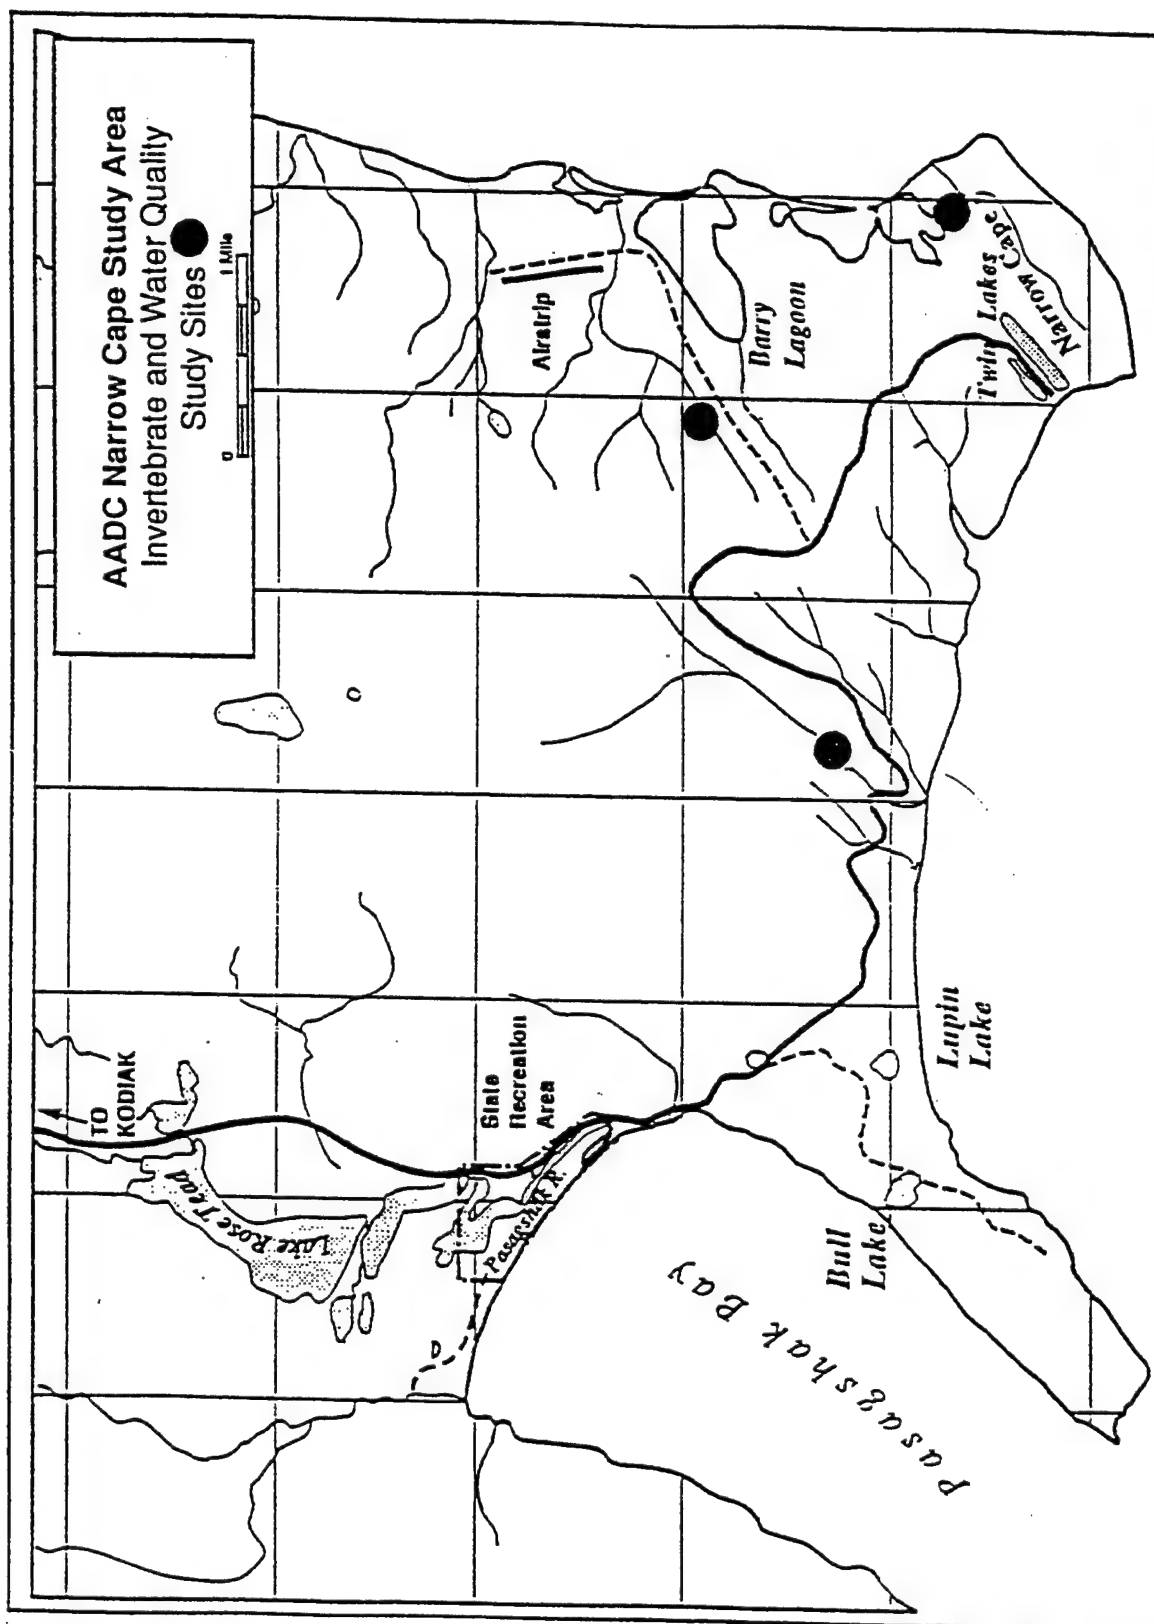 AADC Narrow Cape Study Area
Invertebrate and Water Quality
Study Sites
0
1 Mile
TO
KODIAK
Lake Rose Tead
State
Recreation
Area
Pasagshak R.
Pasagshak Bay
Bull
Lake
Lupin
Lake
Airstrip
Barry
Lagoon
Twin Lakes
Narrow Cape